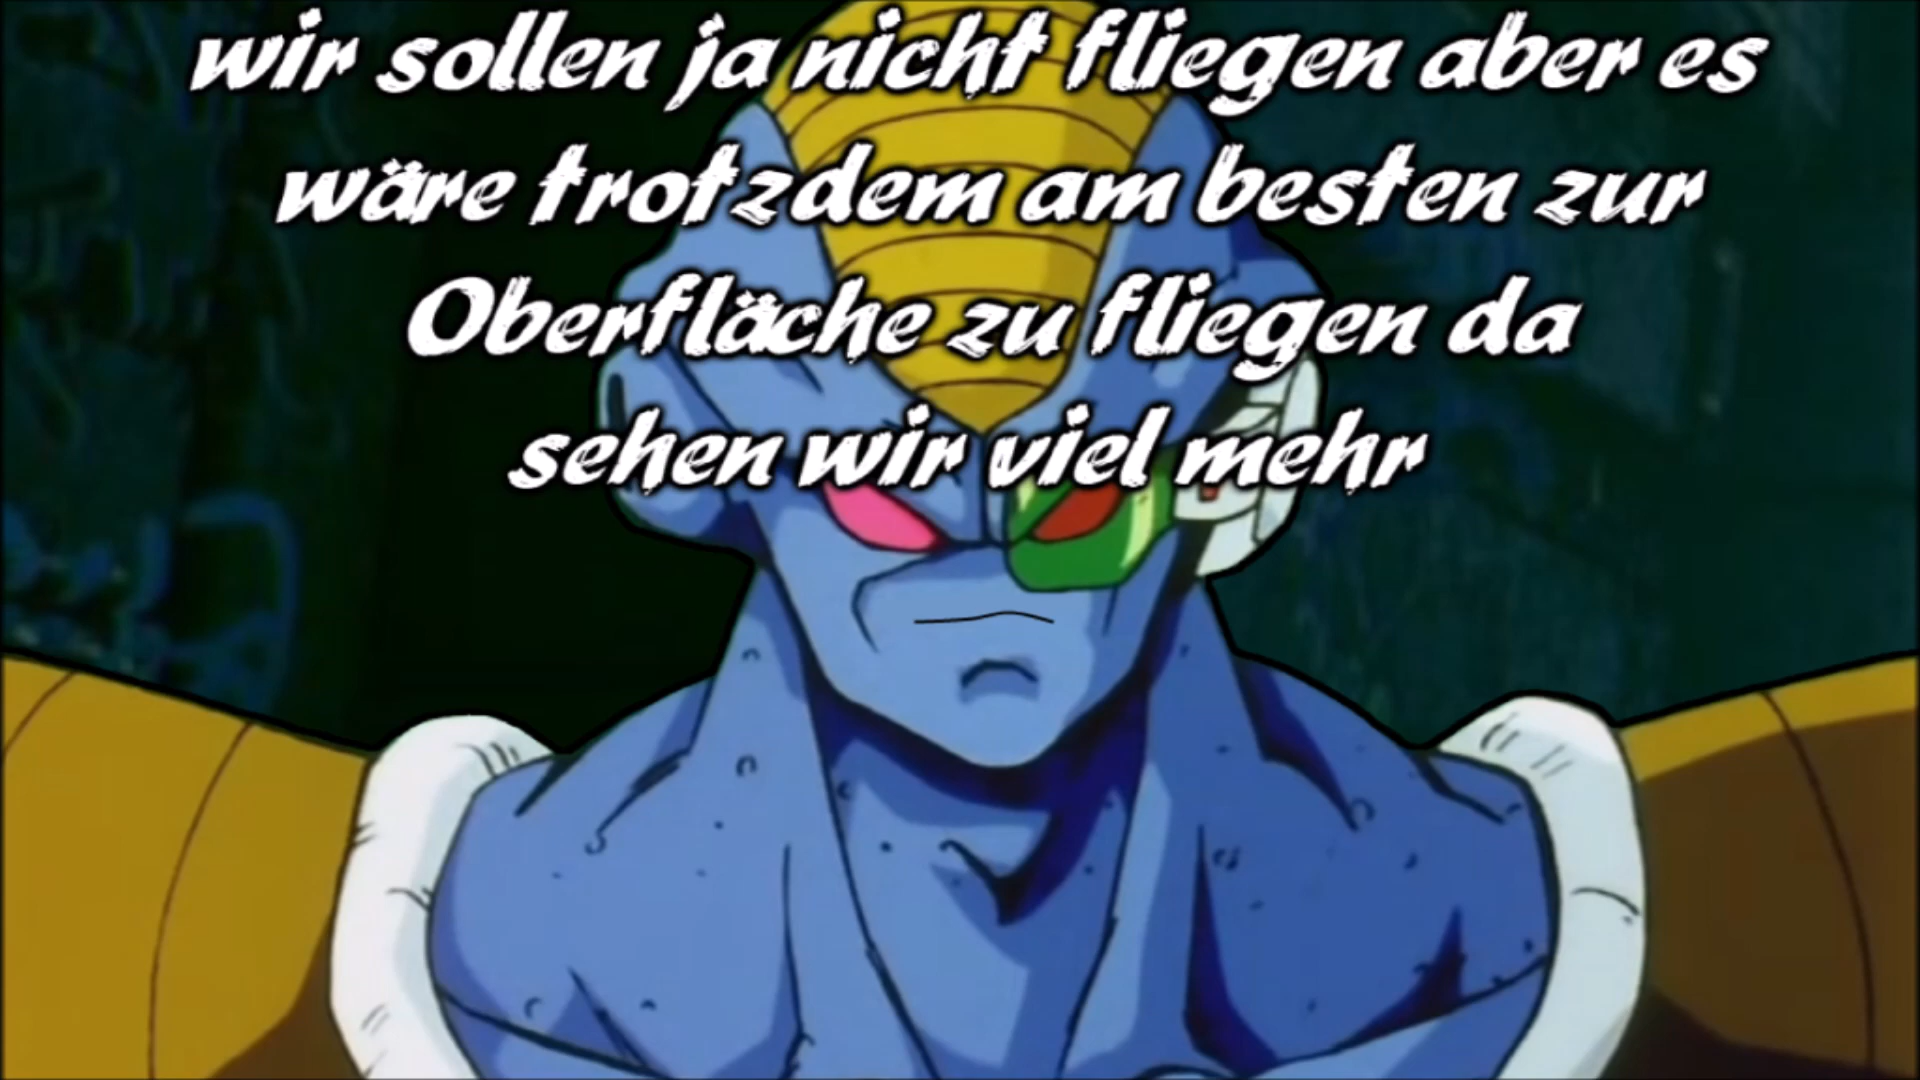 wir sollen ja nicht fliegen aber es
wäre trotzdem am besten zur
Oberfläche zu fliegen da
sehen wir viel mehr